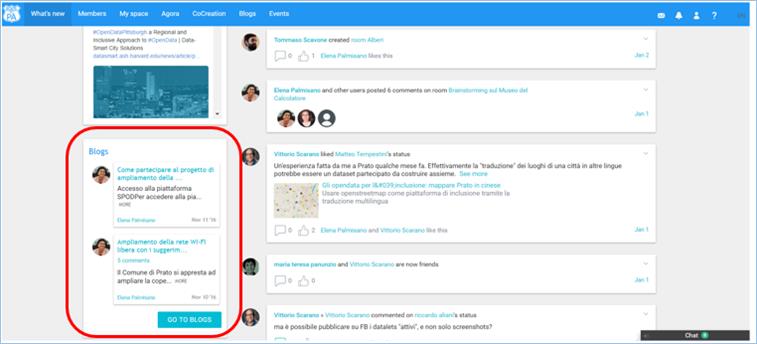 PA
What's new
Members
My space
Agora
CoCreation
Blogs
Events
?
EN
#OpenDataPittsburgh a Regional and
Inclusive Approach to #OpenData | Data-
Smart City Solutions
datasmart.ash.harvard.edu/news/article/p...
Blogs
Come partecipare al progetto di
ampliamento della ...
Accesso alla piattaforma
SPODPer accedere alla pia...
MORE
Elena Palmisano
Nov 11 '16
Ampliamento della rete WI-FI
libera con i suggerim...
5 comments
Il Comune di Prato si appresta ad
ampliare la cope... MORE
Elena Palmisano
Nov 10 '16
GO TO BLOGS
Tommaso Scavone created room Alberi
0 1 Elena Palmisano likes this
Jan 2
Elena Palmisano and other users posted 6 comments on room Brainstorming sul Museo del
Calcolatore
Jan 1
Vittorio Scarano liked Matteo Tempestini's status
Un'esperienza fatta da me a Prato qualche mese fa. Effettivamente la "traduzione" dei luoghi di una città in altre lingue
potrebbe essere un dataset partecipato da costruire assieme. See more
Gli opendata per l&#039;inclusione: mappare Prato in cinese
Usare openstreetmap come piattaforma di inclusione tramite la
traduzione multilingua
0 2 Elena Palmisano and Vittorio Scarano like this
Jan 1
maria teresa panunzio and Vittorio Scarano are now friends
0 0
Jan 1
Vittorio Scarano » Vittorio Scarano commented on riccardo aliani's status
ma è possibile pubblicare su FB i datalets "attivi", e non solo screenshots?
Jan 1
Chat 0